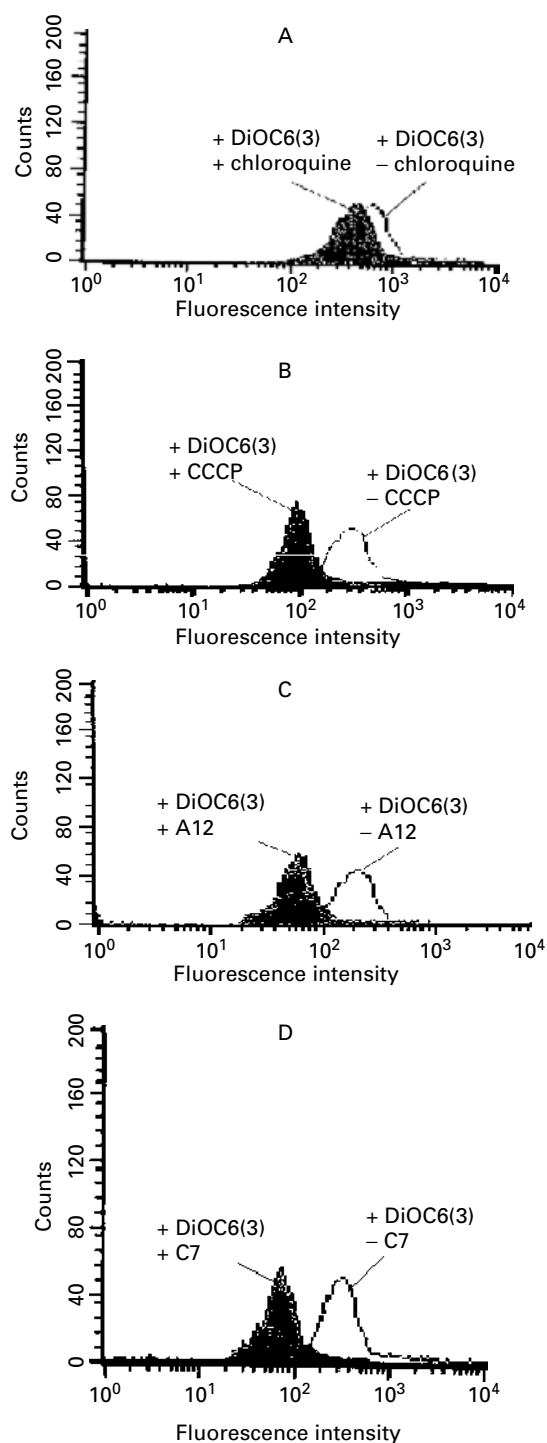 A
Counts
200
160
120
80
40
0
+ DiOC6(3)
+ chloroquine
+ DiOC6(3)
– chloroquine
10⁰ 10¹ 10² 10³ 10⁴
Fluorescence intensity
B
Counts
200
160
120
80
40
0
+ DiOC6(3)
+ CCCP
+ DiOC6(3)
– CCCP
10⁰ 10¹ 10² 10³ 10⁴
Fluorescence intensity
C
Counts
200
160
120
80
40
0
+ DiOC6(3)
+ A12
+ DiOC6(3)
– A12
10⁰ 10¹ 10² 10³ 10⁴
Fluorescence intensity
D
Counts
200
160
120
80
40
0
+ DiOC6(3)
+ C7
+ DiOC6(3)
– C7
10⁰ 10¹ 10² 10³ 10⁴
Fluorescence intensity